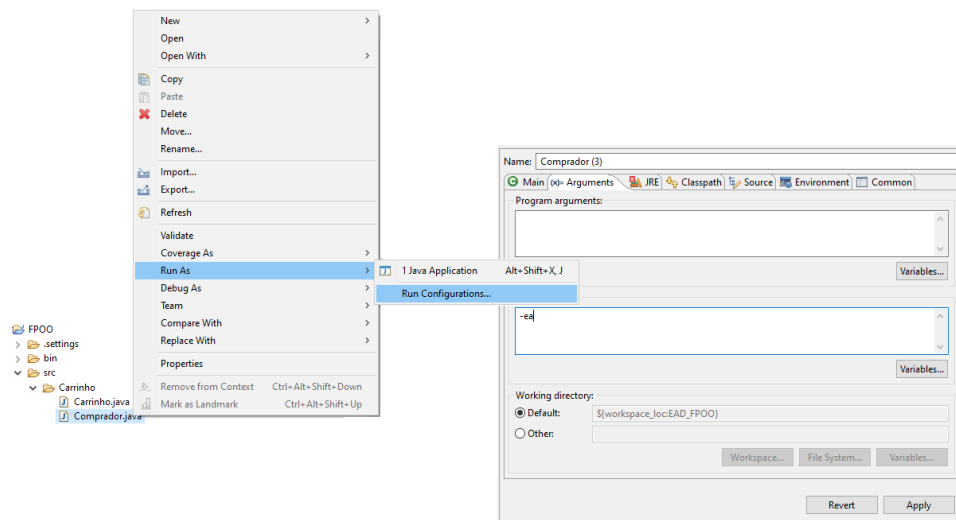 New
Open
Open With
Copy
Paste
Delete
Move...
Rename...
Import...
Export...
Refresh
Validate
Coverage As
Run As
Debug As
Team
Compare With
Replace With
Properties
Remove from Context Ctrl+Alt+Shift+Down
Mark as Landmark Ctrl+Alt+Shift+Up
1 Java Application Alt+Shift+X, J
Run Configurations...
FPOO
.settings
bin
src
Carrinho
Carrinho.java
Comprador.java
Name: Comprador (3)
Main (x)= Arguments JRE Classpath Source Environment Common
Program arguments:
Variables...
-ea
Variables...
Working directory:
Default: ${workspace_loc:EAD_FPOO}
Other:
Workspace... File System... Variables...
Revert Apply